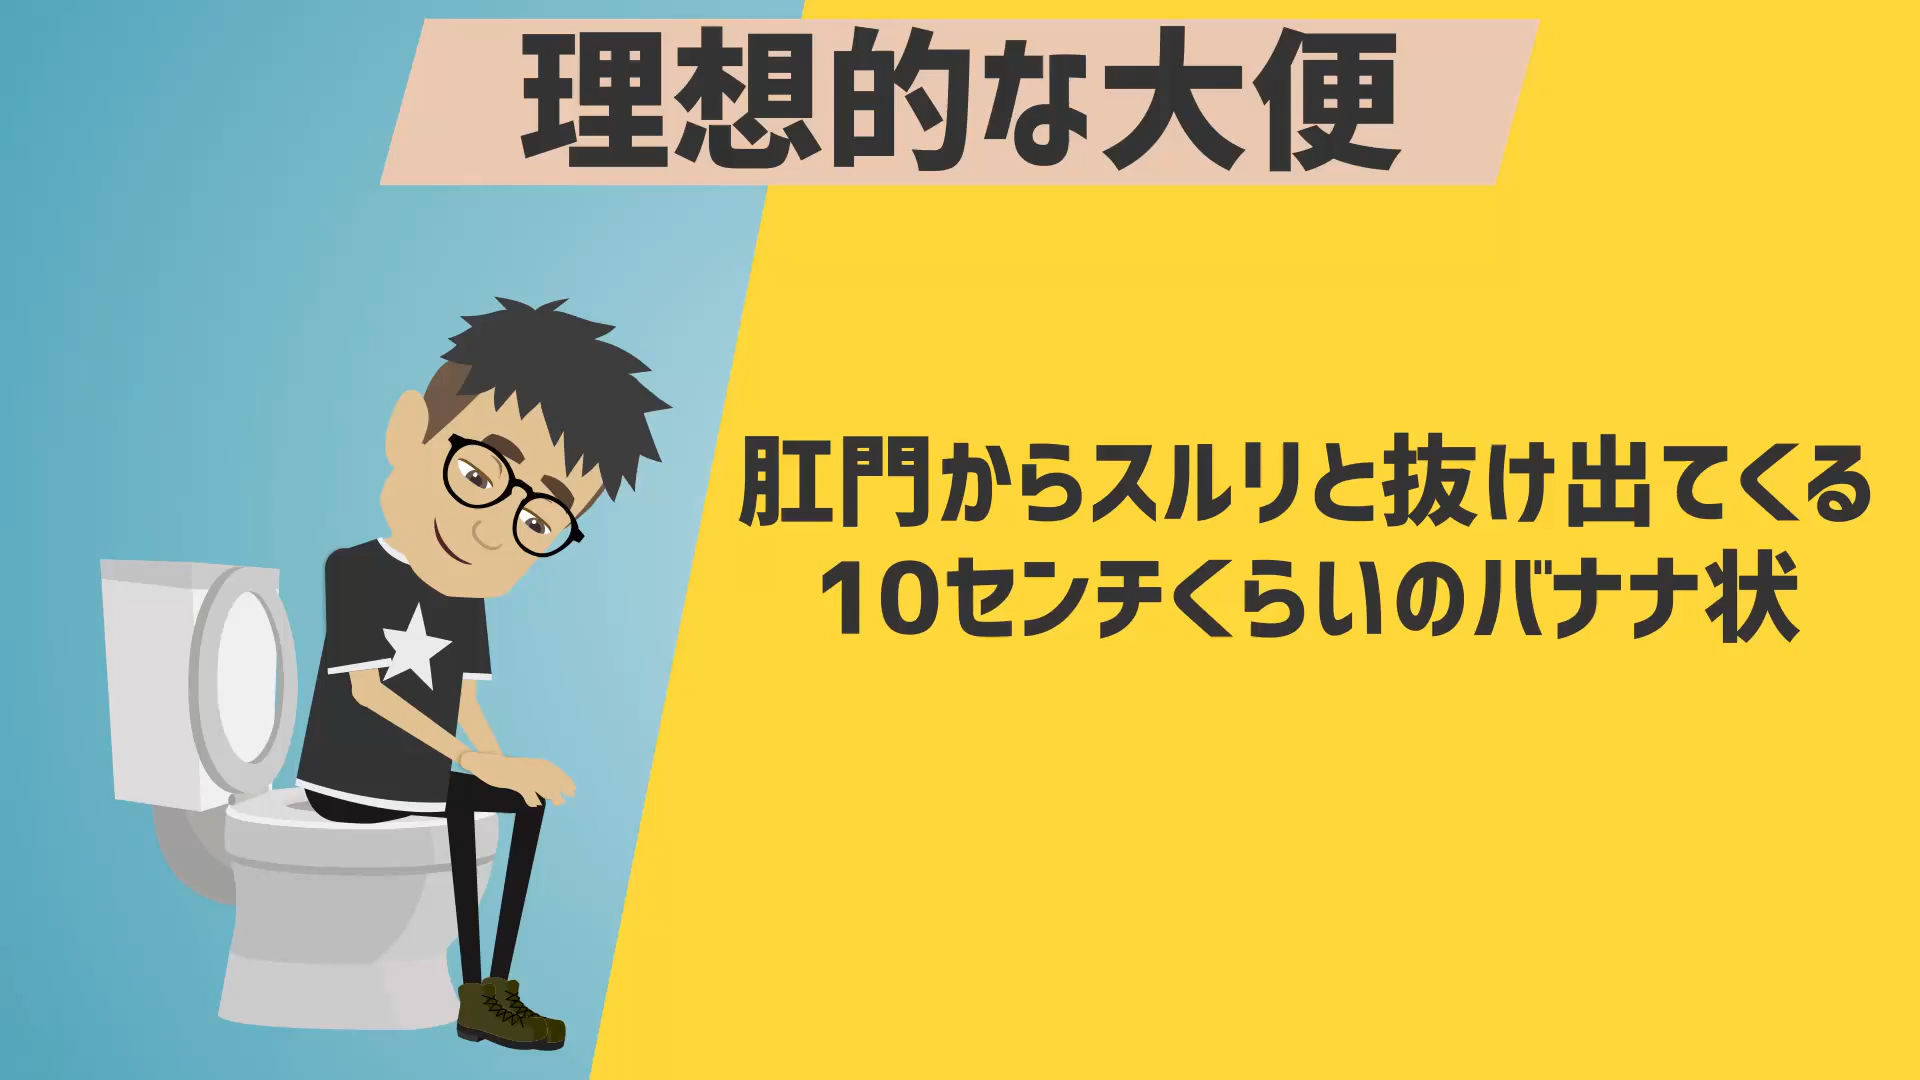 理想的な大便
肛門からスルリと抜け出てくる
10センチくらいのバナナ状